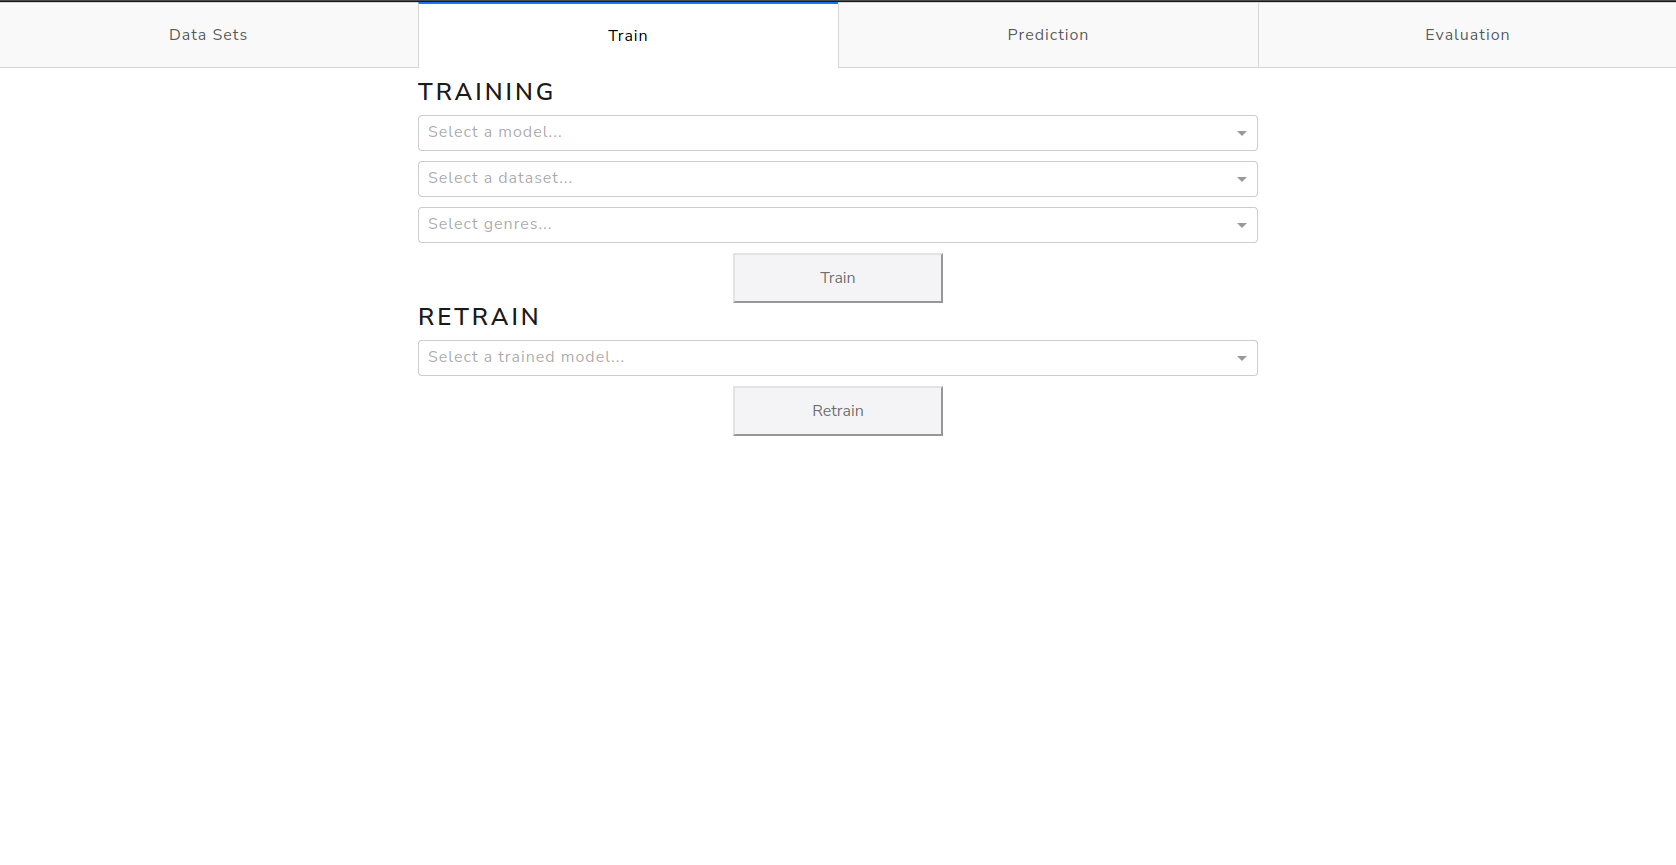 Data Sets Train Prediction Evaluation
TRAINING
Select a model...
Select a dataset...
Select genres...
Train
RETRAIN
Select a trained model...
Retrain